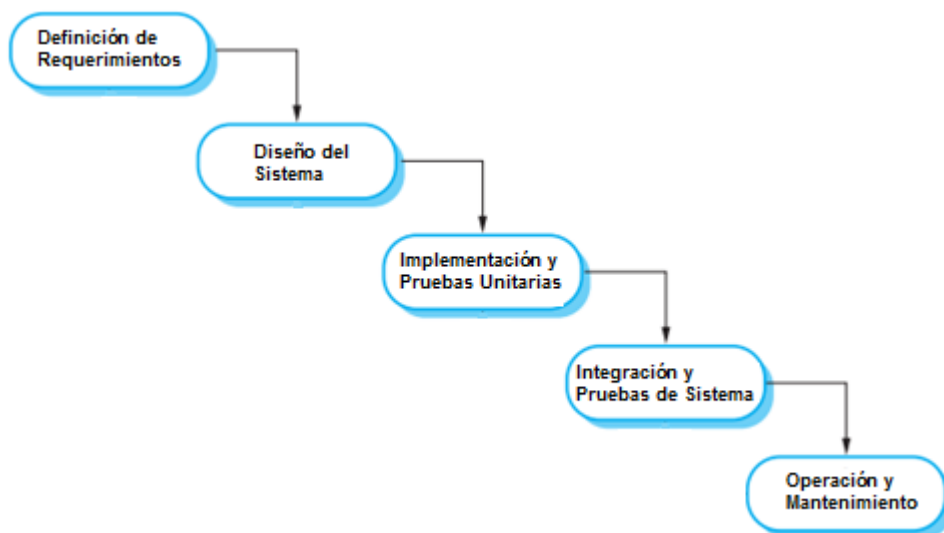 Definición de
Requerimientos
Diseño del
Sistema
Implementación y
Pruebas Unitarias
Integración y
Pruebas de Sistema
Operación y
Mantenimiento